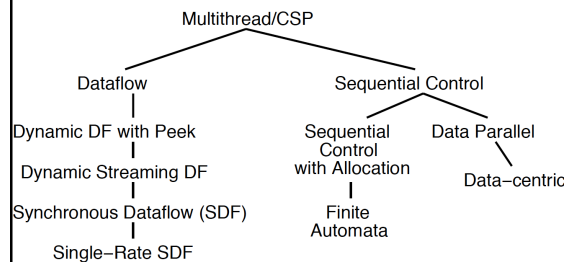 Multithread/CSP
Dataflow
Sequential Control
Dynamic DF with Peek
Sequential
Control
with Allocation
Data Parallel
Dynamic Streaming DF
Data−centric
Synchronous Dataflow (SDF)
Finite
Automata
Single−Rate SDF